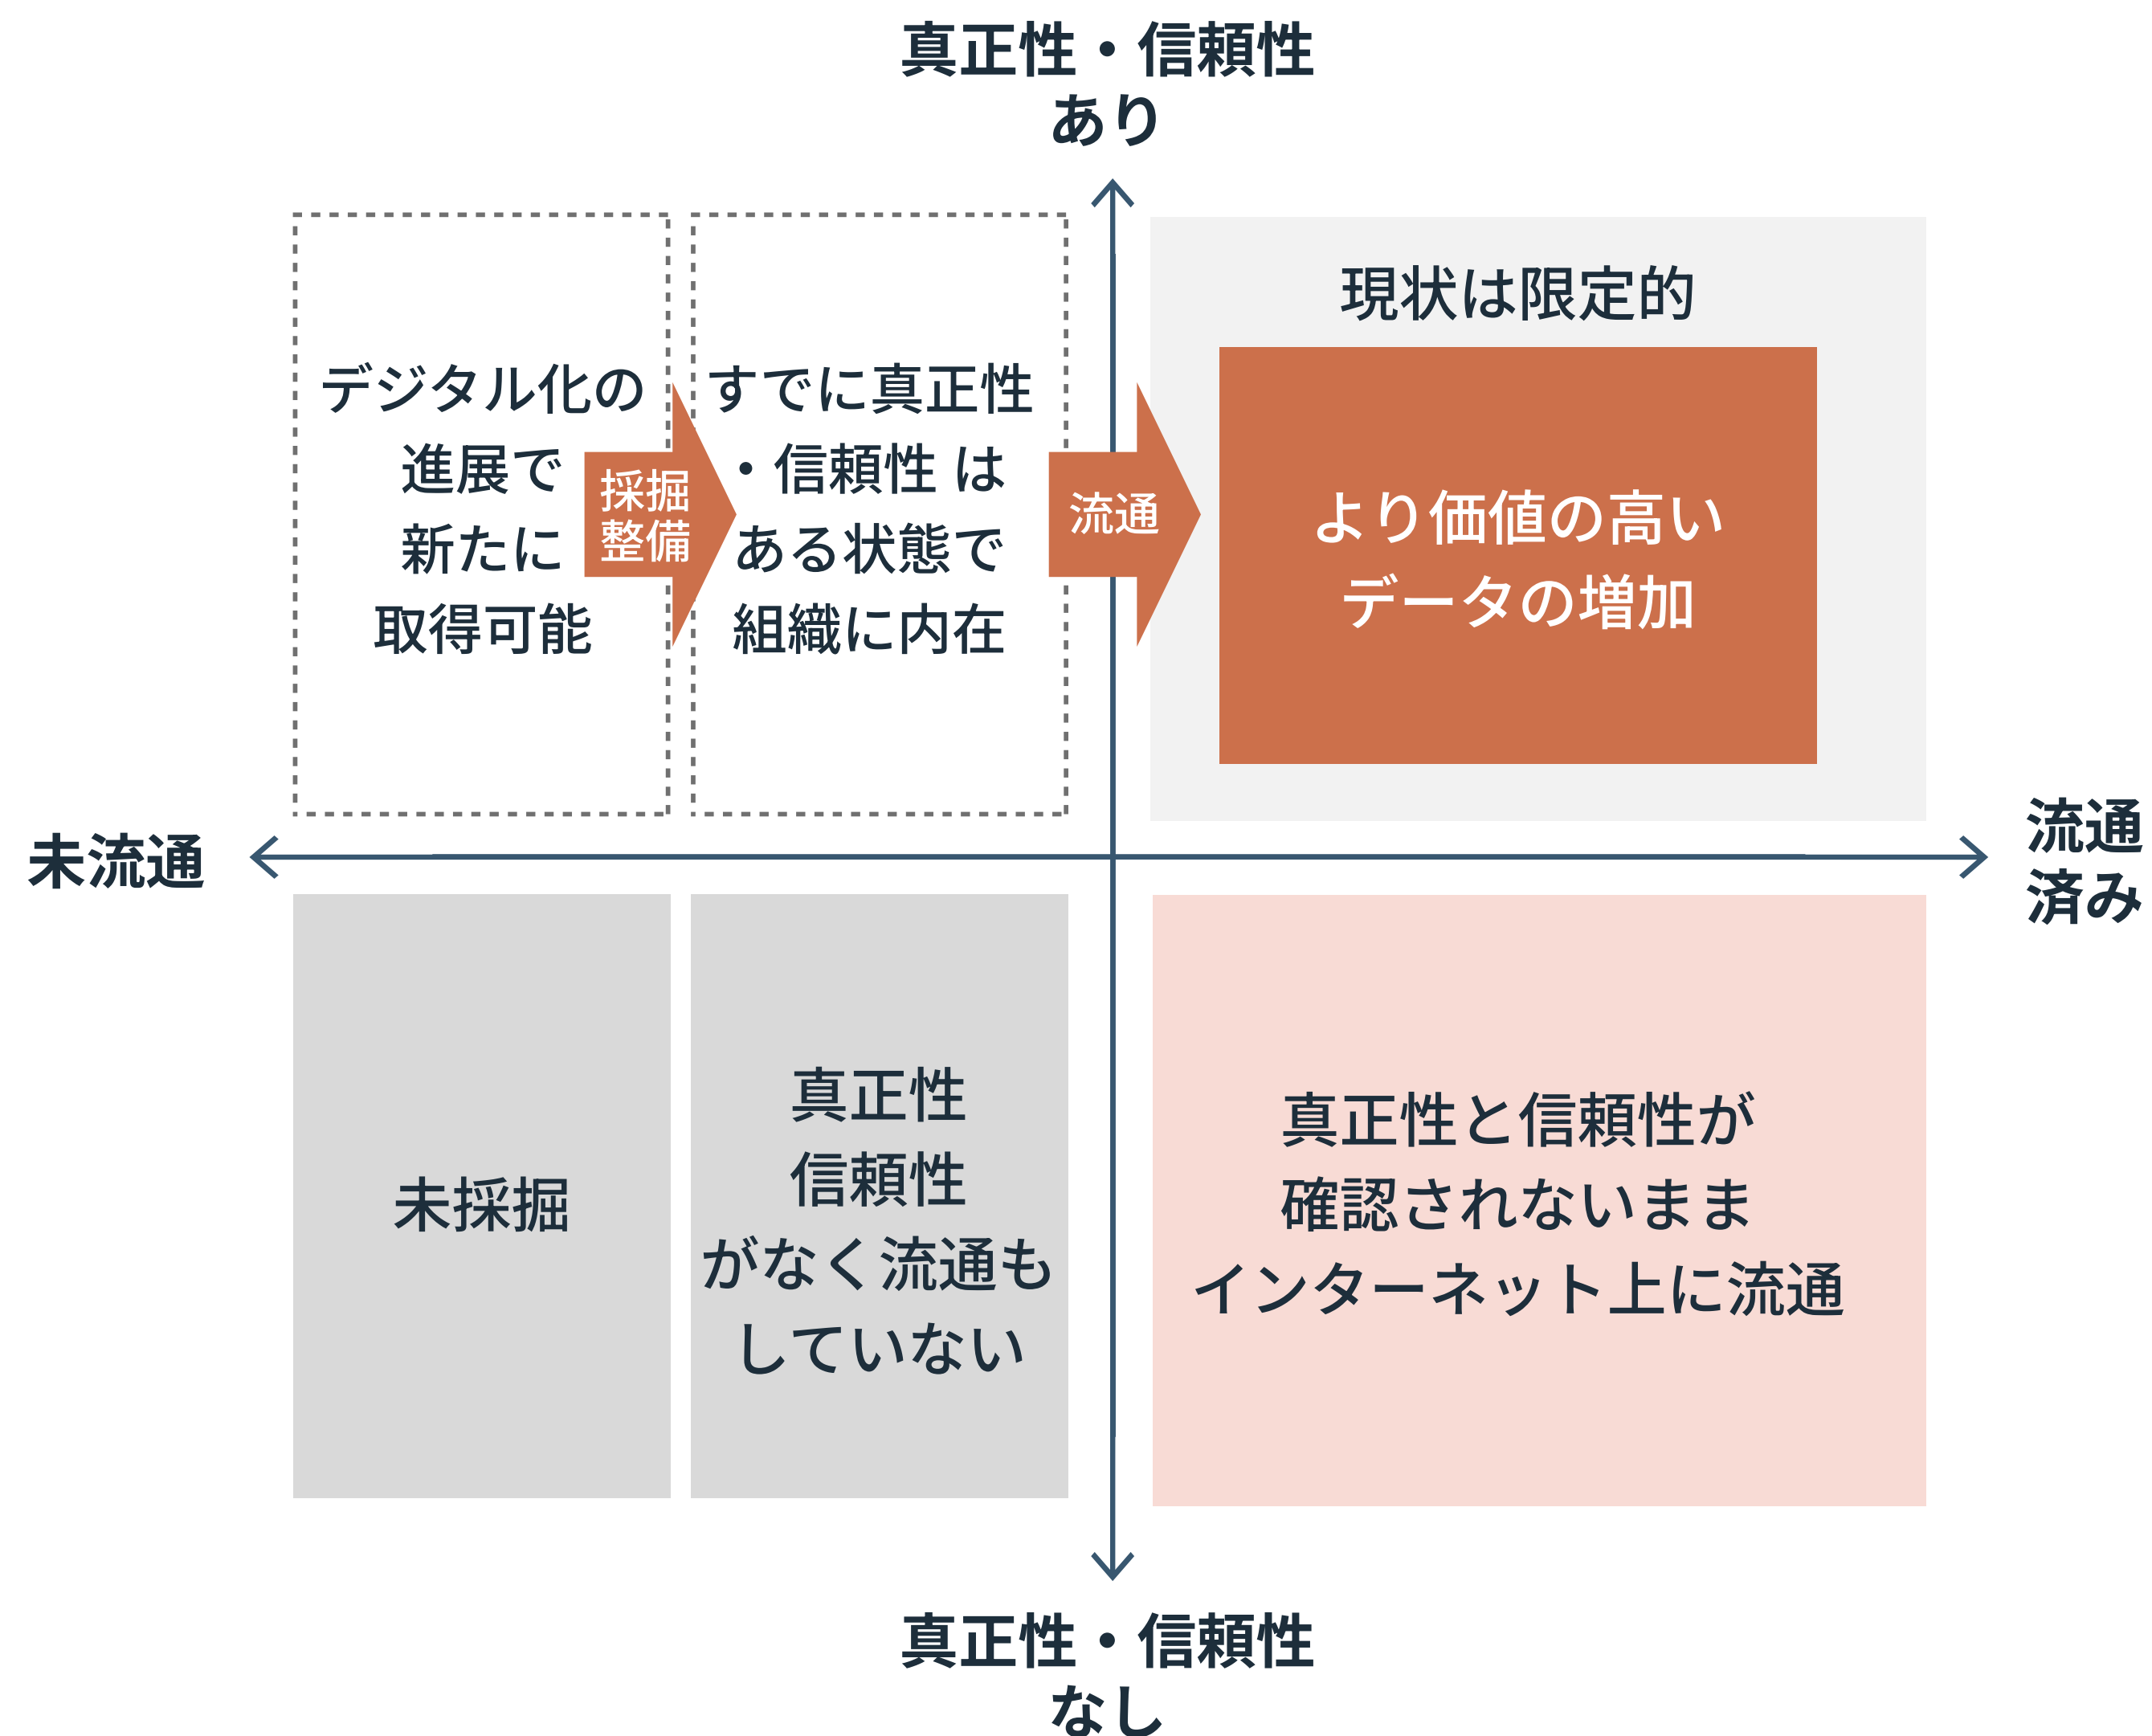 真正性・信頼性
あり
現状は限定的
デジタル化の
進展で
新たに
取得可能
採取
整理
保管
すでに真正性
・信頼性は
ある状態で
組織に内在
流通
より価値の高い
データの増加
未流通
流通
済み
未把握
真正性
信頼性
がなく流通も
していない
真正性と信頼性が
確認されないまま
インターネット上に流通
真正性・信頼性
なし